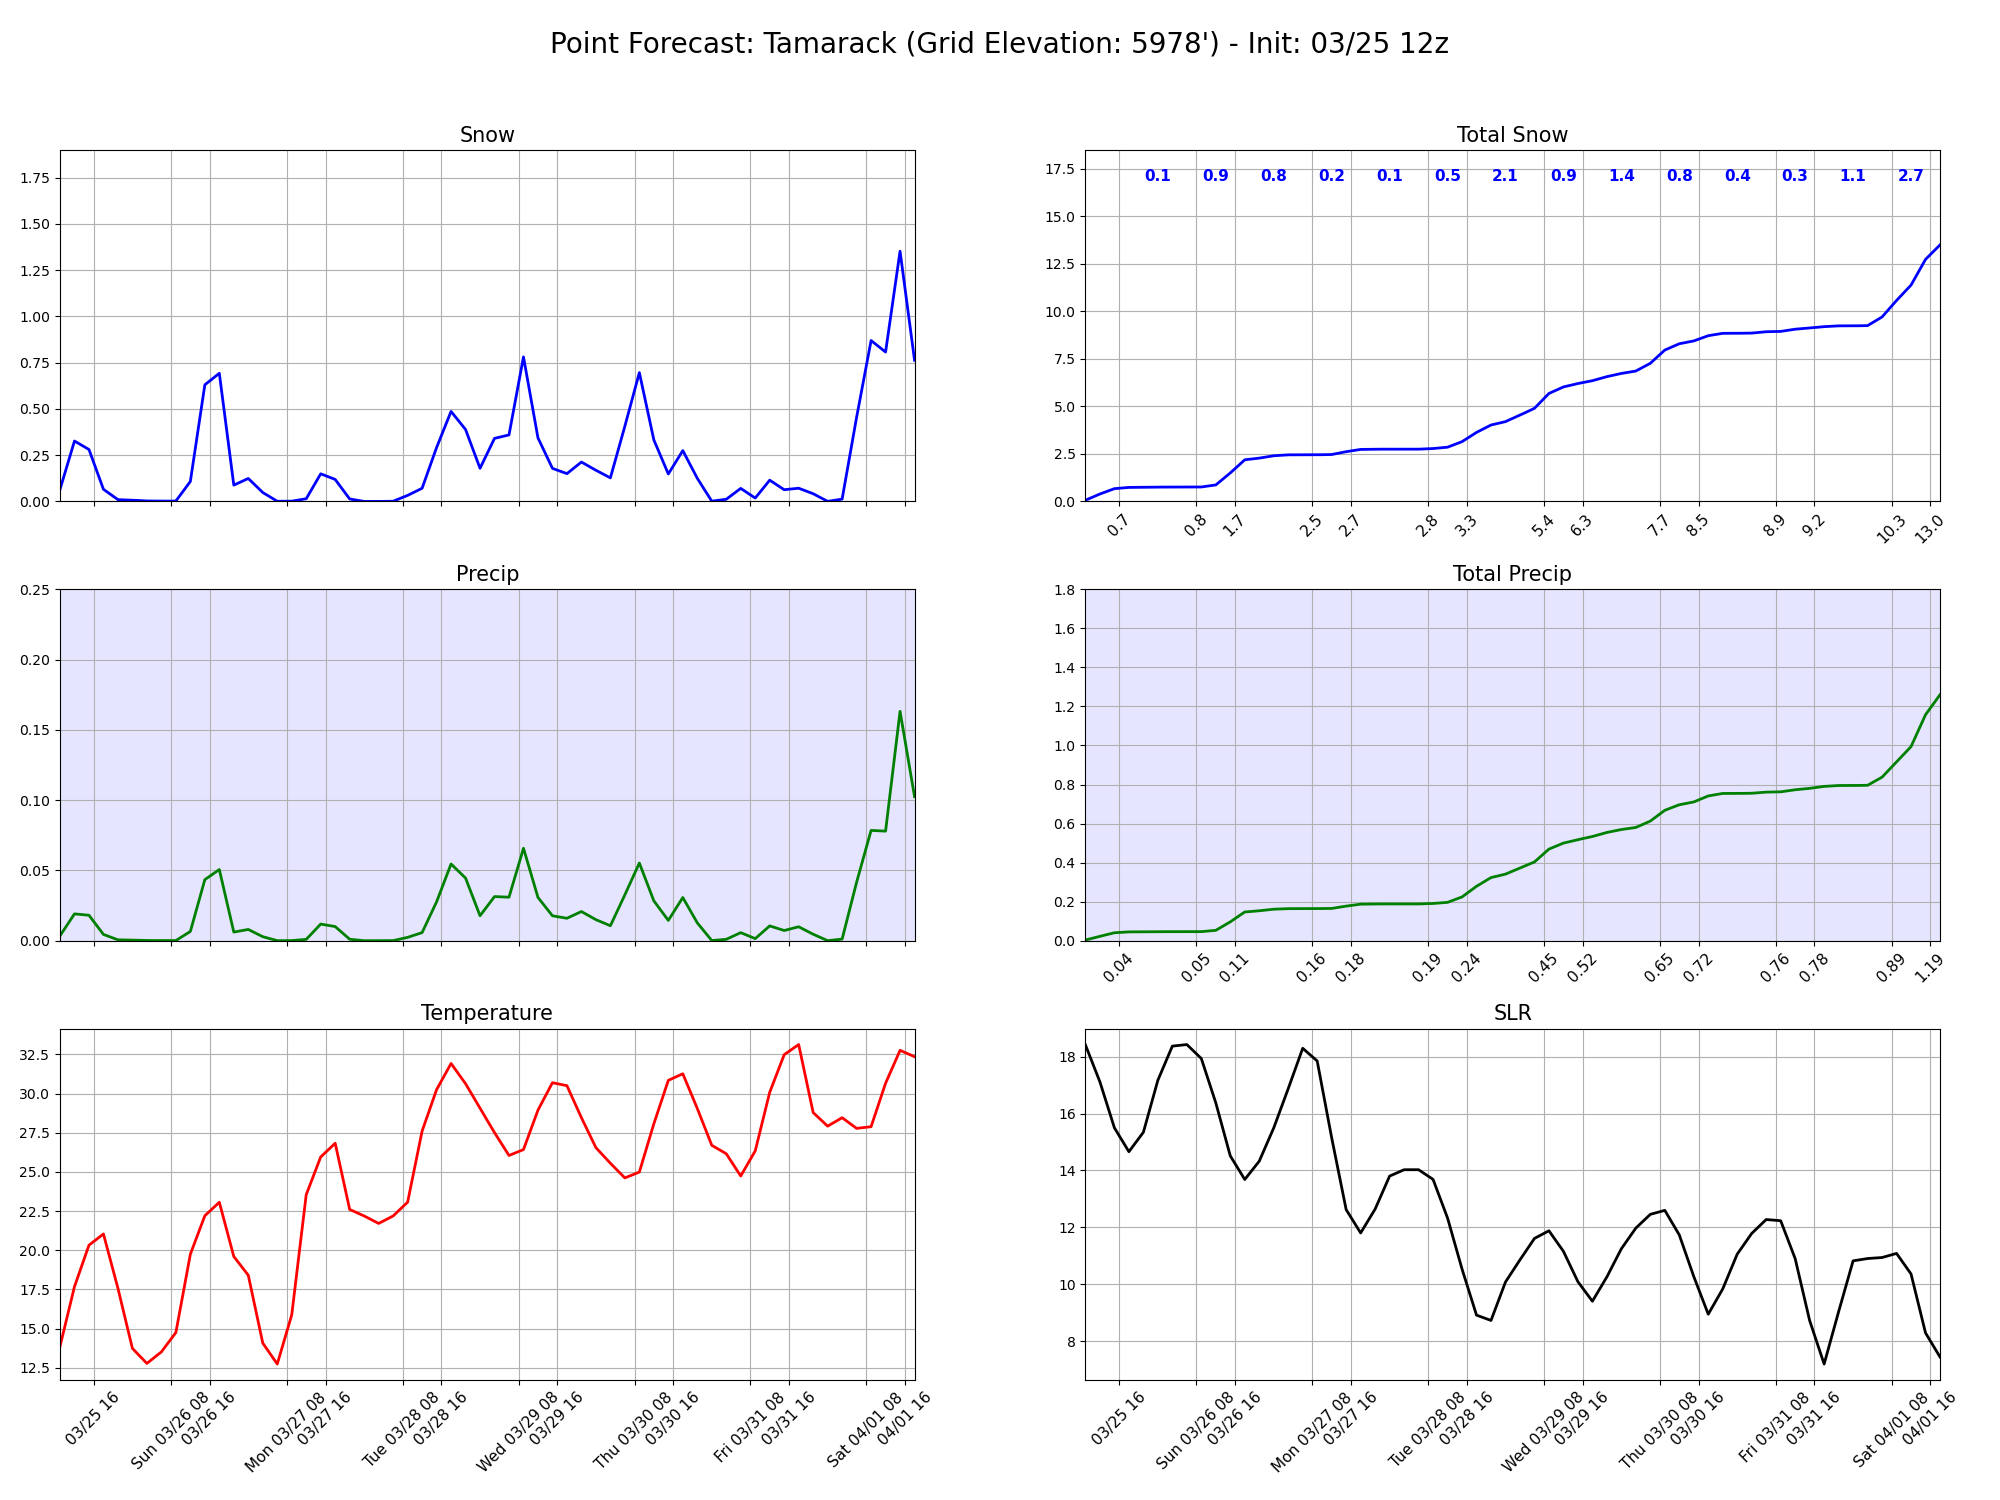 Point Forecast: Tamarack (Grid Elevation: 5978') - Init: 03/25 12z
Snow
1.75
1.50
1.25
1.00
0.75
0.50
0.25
0.00
Total Snow
17.5
15.0
12.5
10.0
7.5
5.0
2.5
0.0
0.1 0.9 0.8 0.2 0.1 0.5 2.1 0.9 1.4 0.8 0.4 0.3 1.1 2.7
0.7 0.8 1.7 2.5 2.7 2.8 3.3 5.4 6.3 7.7 8.5 8.9 9.2 10.3 13.0
Precip
0.25
0.20
0.15
0.10
0.05
0.00
Total Precip
1.8
1.6
1.4
1.2
1.0
0.8
0.6
0.4
0.2
0.0
0.04 0.05 0.11 0.16 0.18 0.19 0.24 0.45 0.52 0.65 0.72 0.76 0.78 0.89 1.19
Temperature
32.5
30.0
27.5
25.0
22.5
20.0
17.5
15.0
12.5
03/25 16
Sun 03/26 08
03/26 16
Mon 03/27 08
03/27 16
Tue 03/28 08
03/28 16
Wed 03/29 08
03/29 16
Thu 03/30 08
03/30 16
Fri 03/31 08
03/31 16
Sat 04/01 08
04/01 16
SLR
18
16
14
12
10
8
03/25 16
Sun 03/26 08
03/26 16
Mon 03/27 08
03/27 16
Tue 03/28 08
03/28 16
Wed 03/29 08
03/29 16
Thu 03/30 08
03/30 16
Fri 03/31 08
03/31 16
Sat 04/01 08
04/01 16